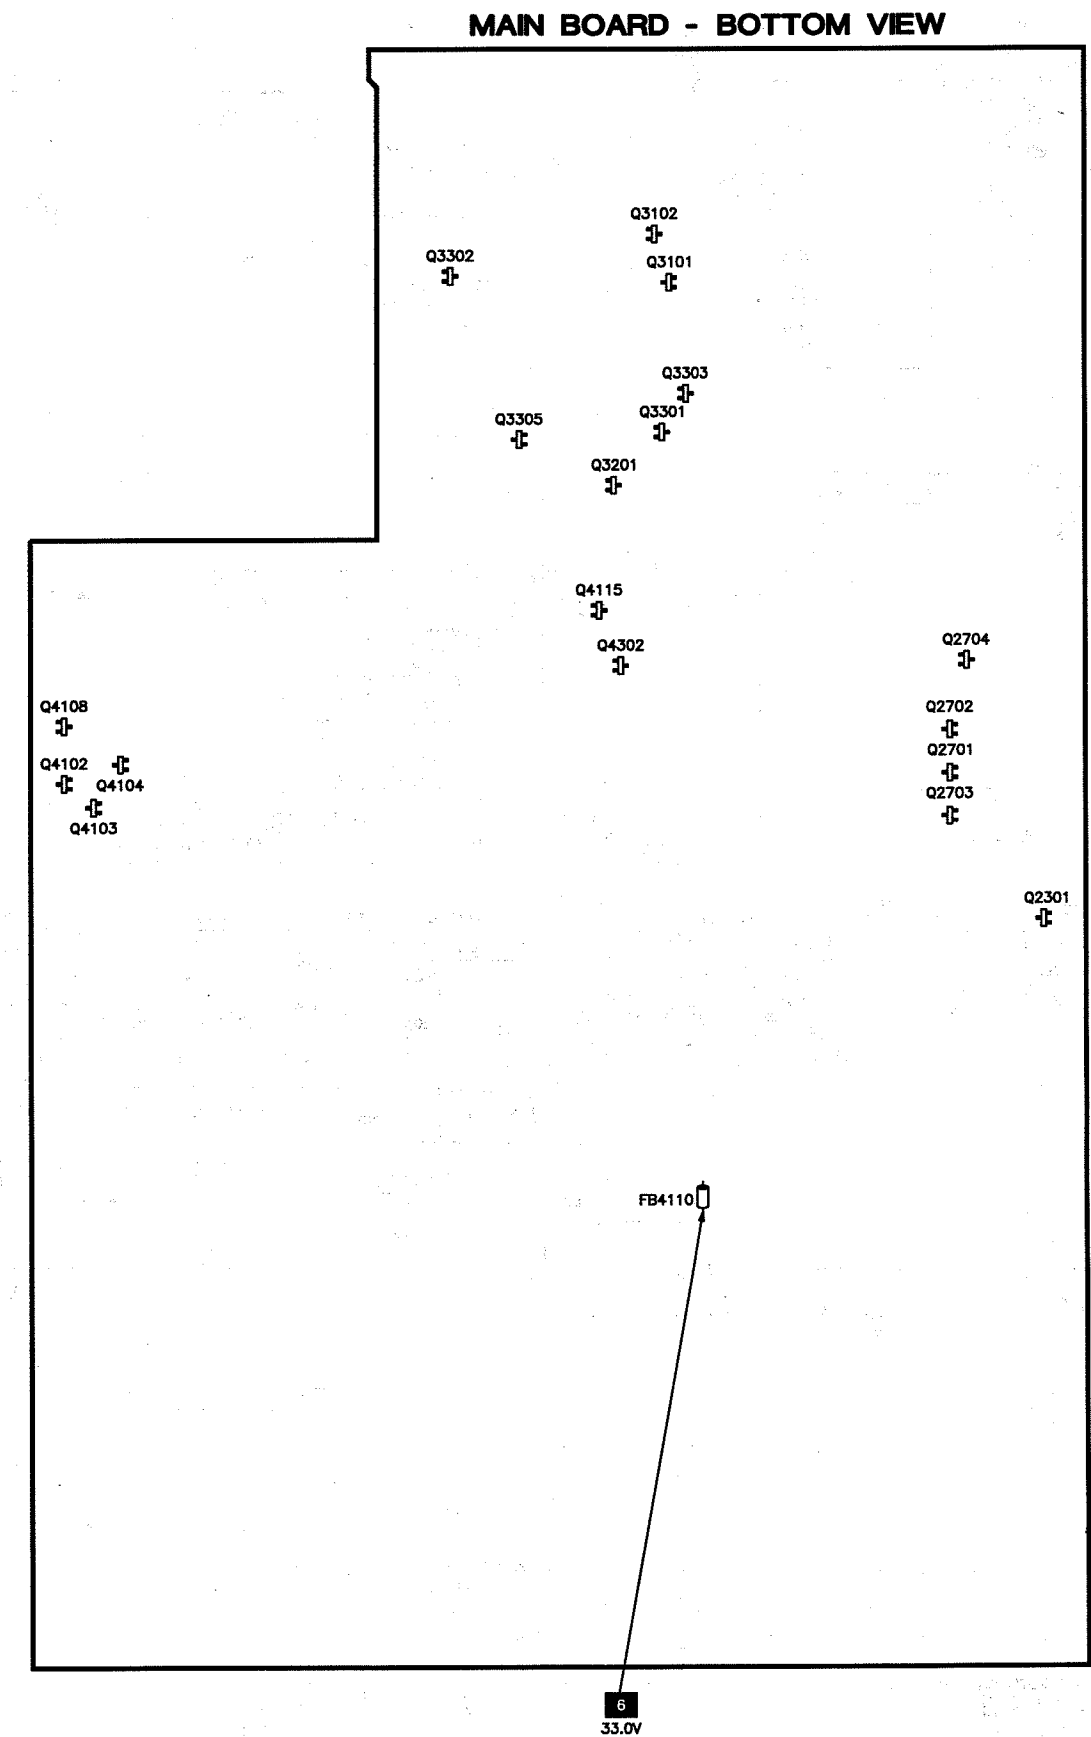 MAIN BOARD - BOTTOM VIEW
Q3102
Q3302
Q3101
Q3303
Q3301
Q3305
Q3201
Q4115
Q4302
Q2704
Q4108
Q2702
Q2701
Q4102
Q4104
Q2703
Q4103
Q2301
FB4110
6
33.0V